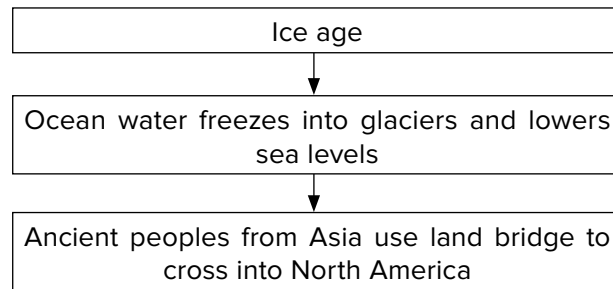 Ice age
Ocean water freezes into glaciers and lowers
sea levels
Ancient peoples from Asia use land bridge to
cross into North America